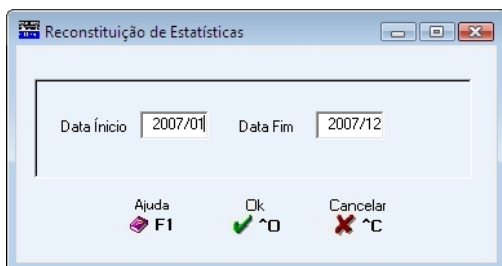 Reconstituição de Estatísticas
Data Ínicio 2007/01 Data Fim 2007/12
Ajuda Ok Cancelar
F1 ^O ^C